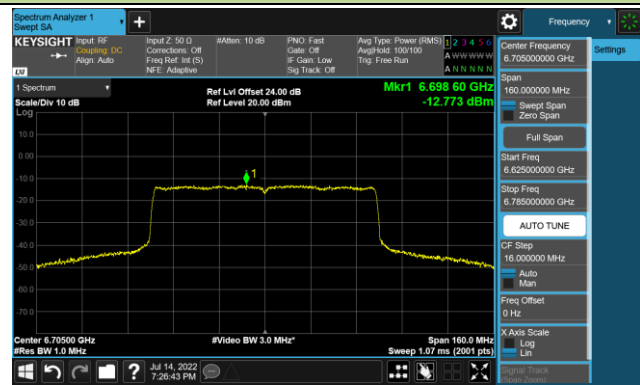 Spectrum Analyzer 1
Swept SA
Frequency
KEYSIGHT
Input: RF
Coupling: DC
Align: Auto
Input Z: 50 Ω
Corrections: Off
Freq Ref: Int (S)
NFE: Adaptive
#Atten: 10 dB
PNO: Fast
Gate: Off
IF Gain: Low
Sig Track: Off
Avg Type: Power (RMS)
Avg|Hold: 100/100
Trig: Free Run
1 2 3 4 5 6
A W W W W W
A N N N N N
LXI
1 Spectrum
Scale/Div 10 dB
Log
Ref Lvl Offset 24.00 dB
Ref Level 20.00 dBm
Mkr1 6.698 60 GHz
-12.773 dBm
10.0
0.00
-10.0
-20.0
-30.0
-40.0
-50.0
-60.0
-70.0
1
Center 6.70500 GHz
#Res BW 1.0 MHz
#Video BW 3.0 MHz*
Span 160.0 MHz
Sweep 1.07 ms (2001 pts)
Center Frequency
6.705000000 GHz
Settings
Span
160.000000 MHz
Swept Span
Zero Span
Full Span
Start Freq
6.625000000 GHz
Stop Freq
6.785000000 GHz
AUTO TUNE
CF Step
16.000000 MHz
Auto
Man
Freq Offset
0 Hz
X Axis Scale
Log
Lin
Signal Track
(Span Zoom)
Jul 14, 2022
7:26:43 PM